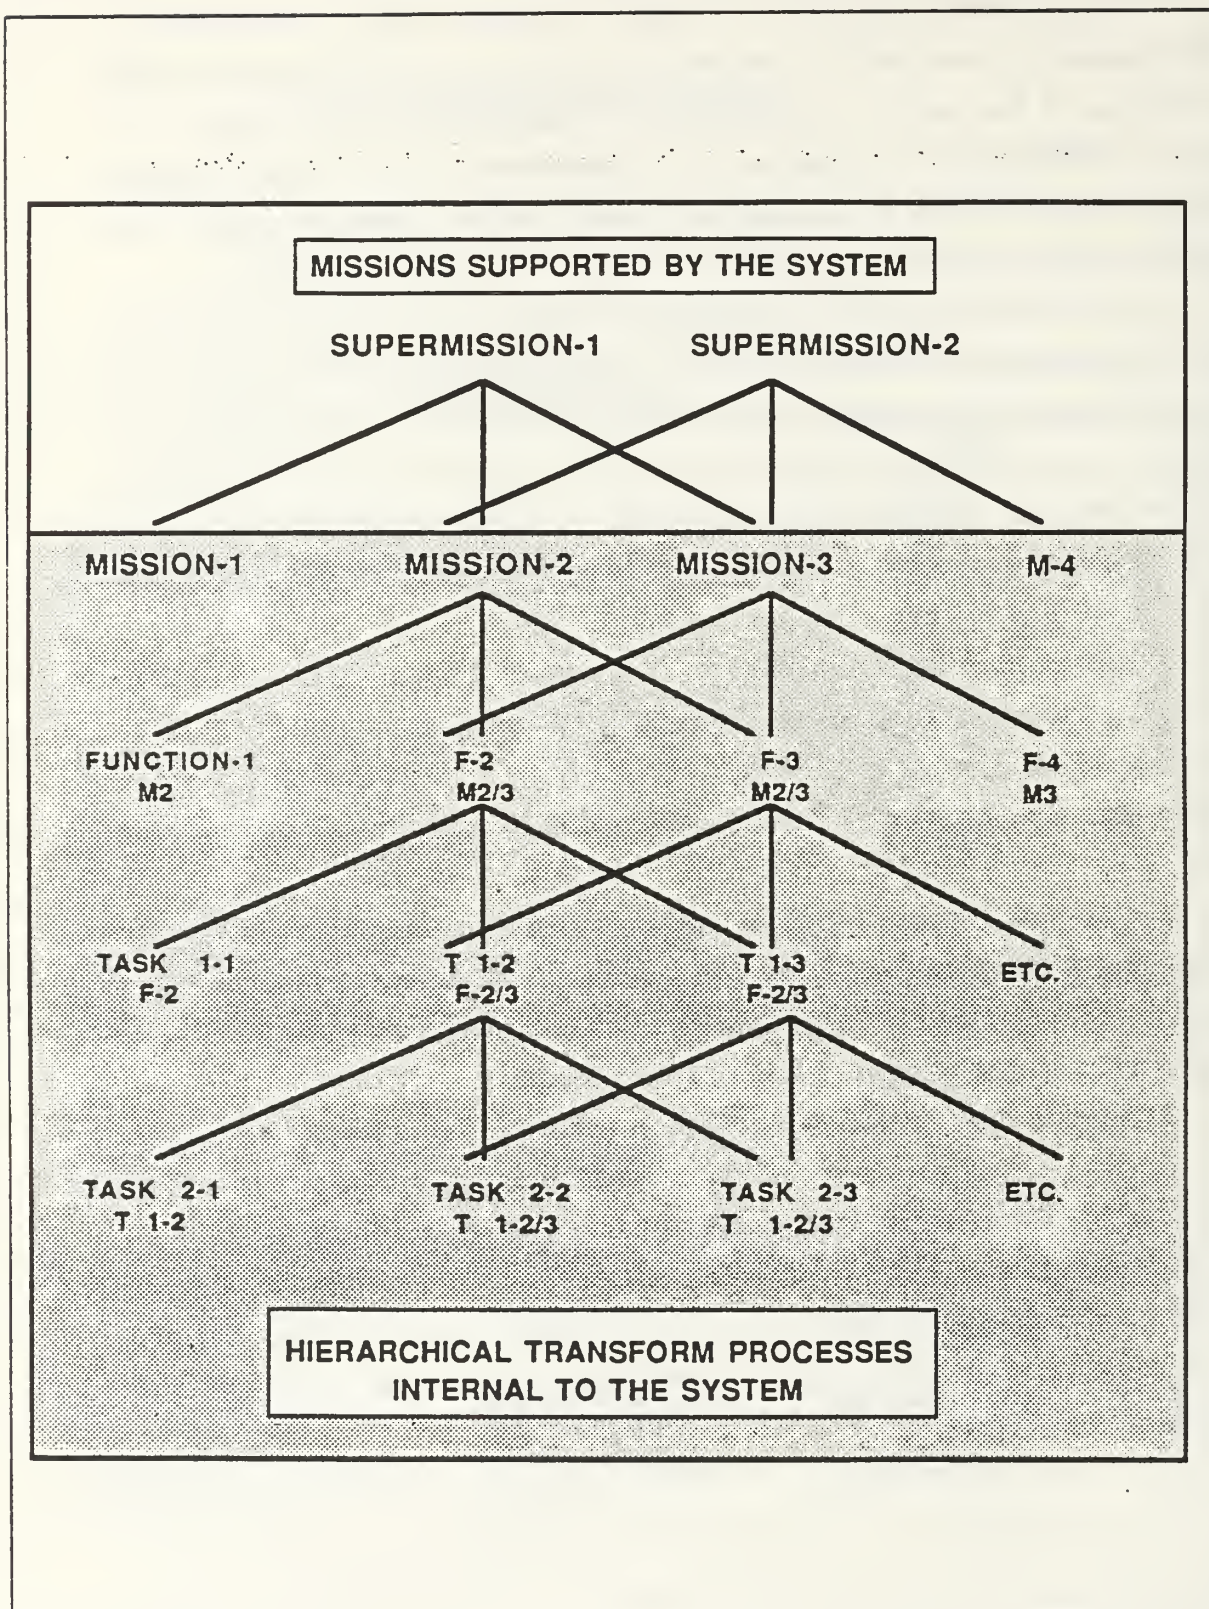 MISSIONS SUPPORTED BY THE SYSTEM
SUPERMISSION-1 SUPERMISSION-2
MISSION-1 MISSION-2 MISSION-3 M-4
FUNCTION-1 F-2 F-3 F-4
M2 M2/3 M2/3 M3
TASK 1-1 T 1-2 T 1-3 ETC.
F-2 F-2/3 F-2/3
TASK 2-1 TASK 2-2 TASK 2-3 ETC.
T 1-2 T 1-2/3 T 1-2/3
HIERARCHICAL TRANSFORM PROCESSES
INTERNAL TO THE SYSTEM